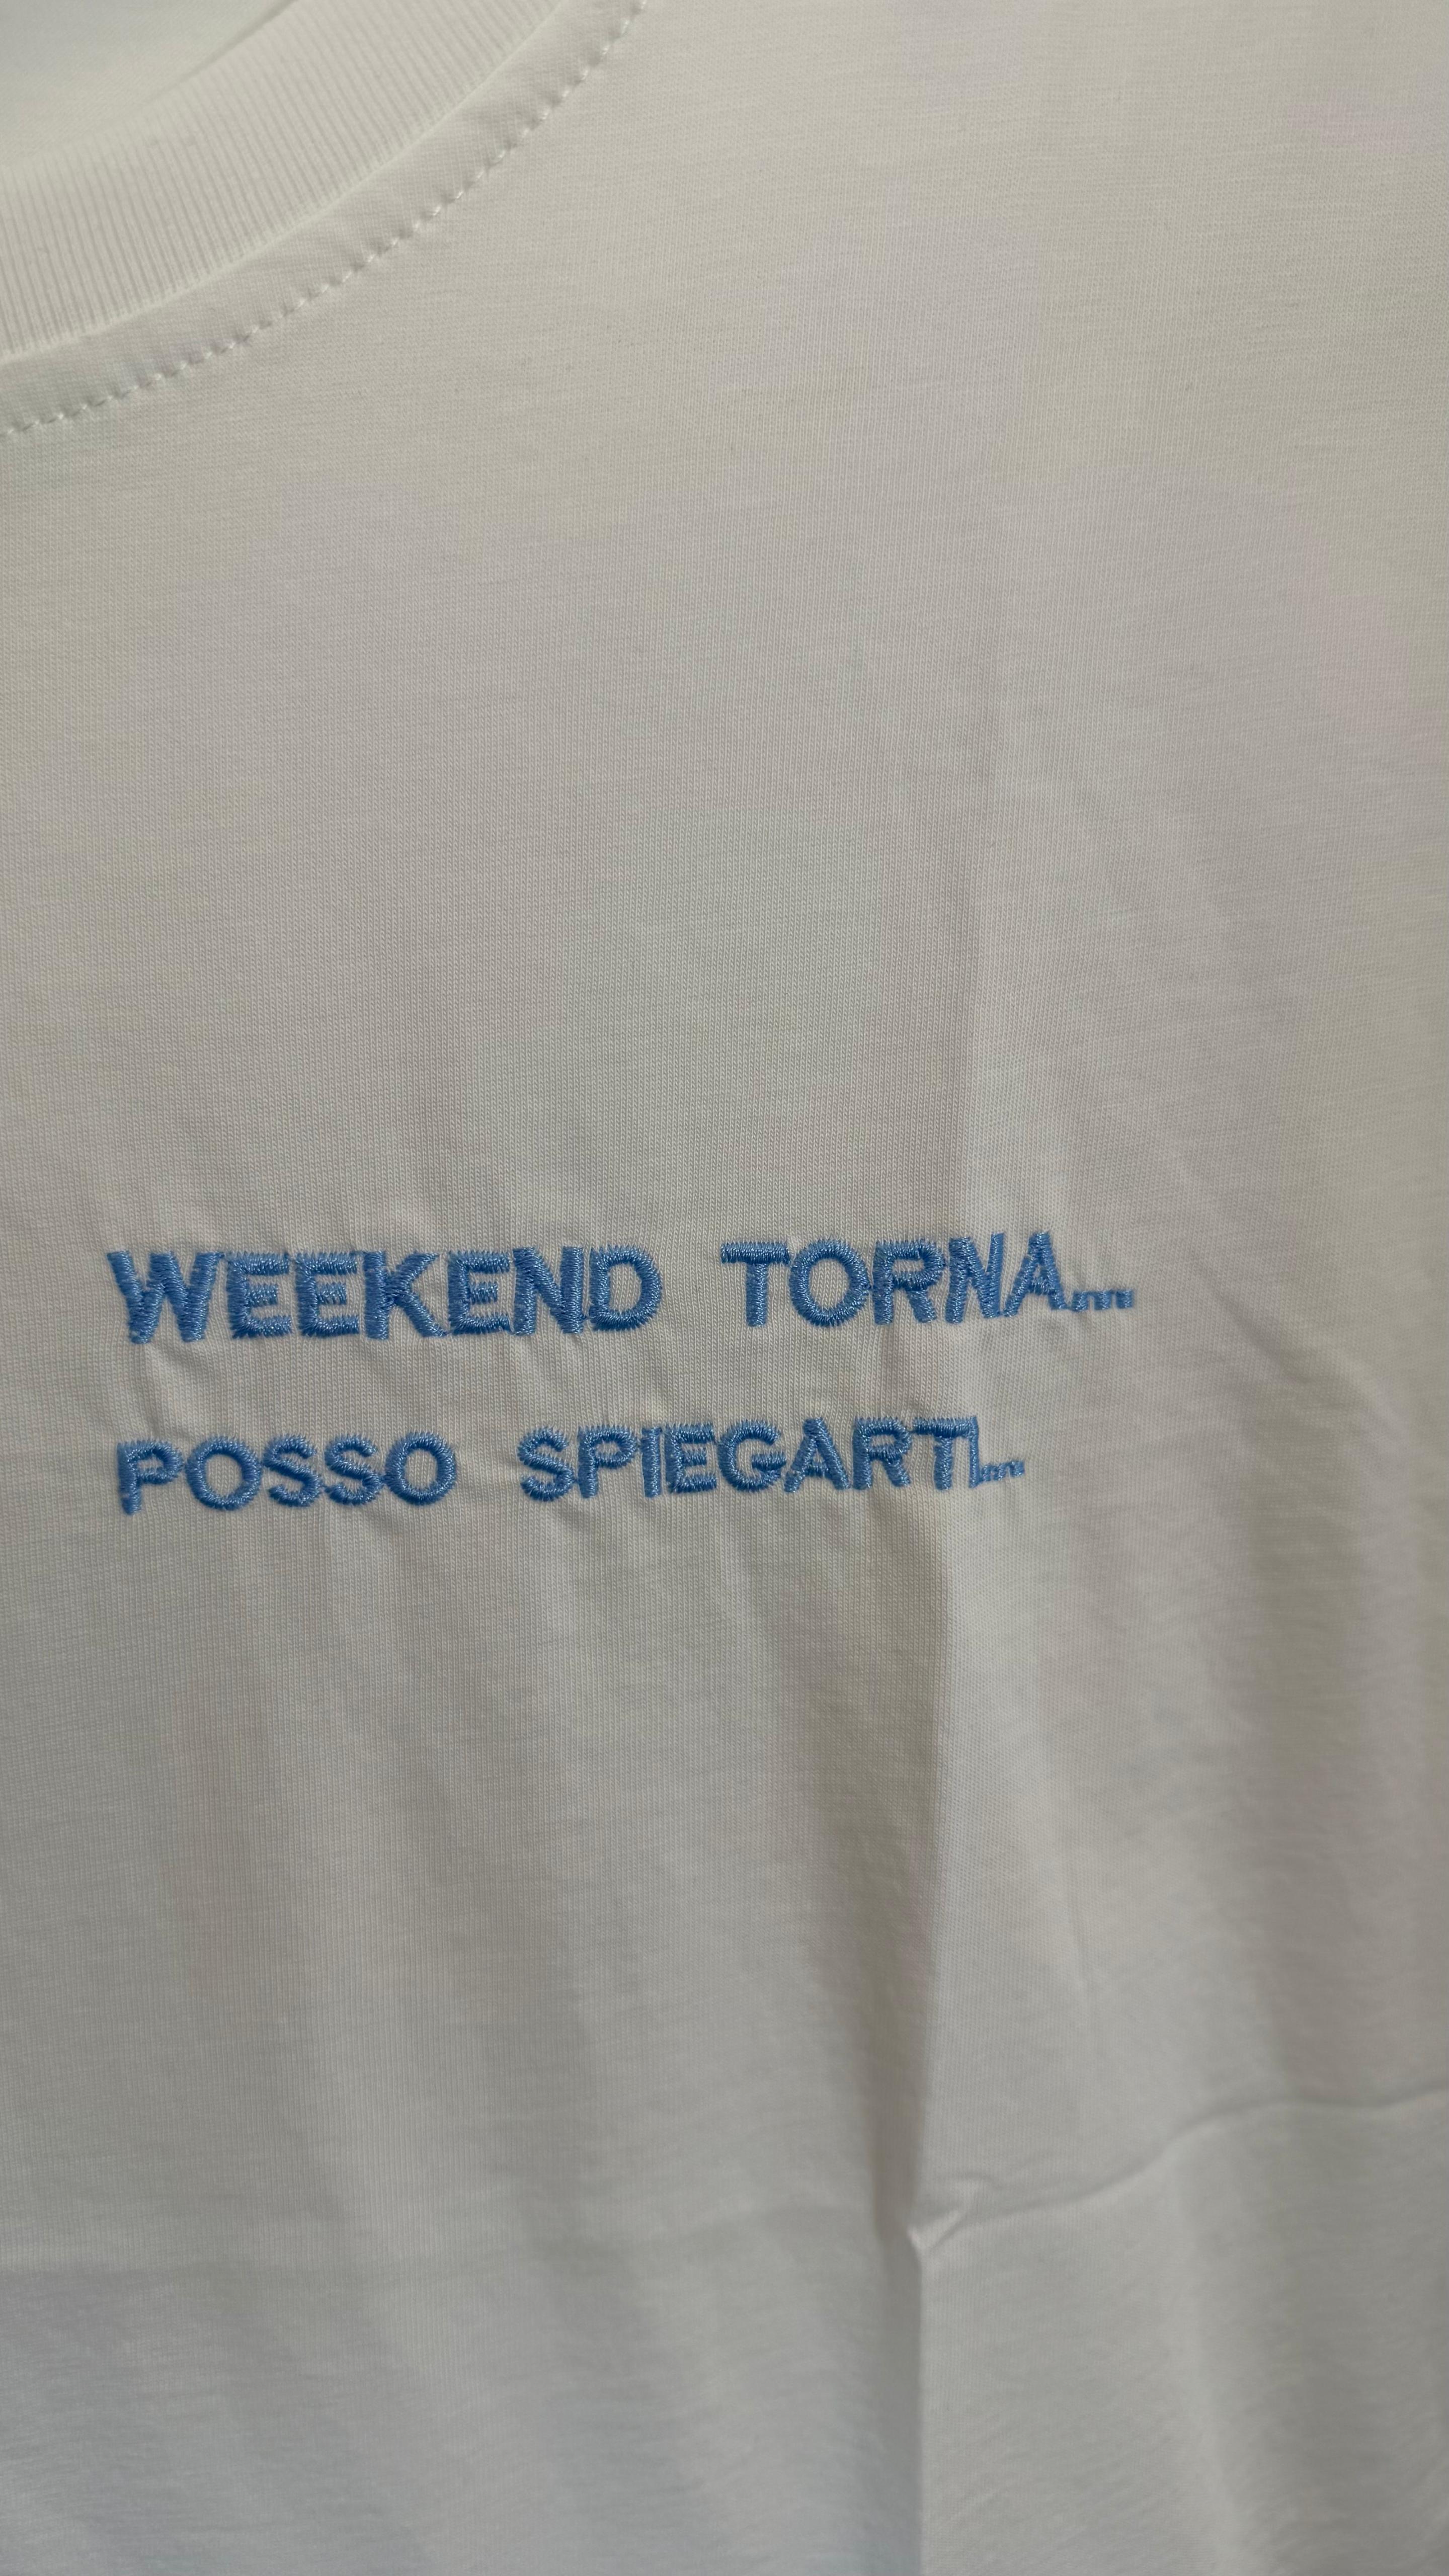 WEEKEND TORNA...
POSSO SPIEGARTI...